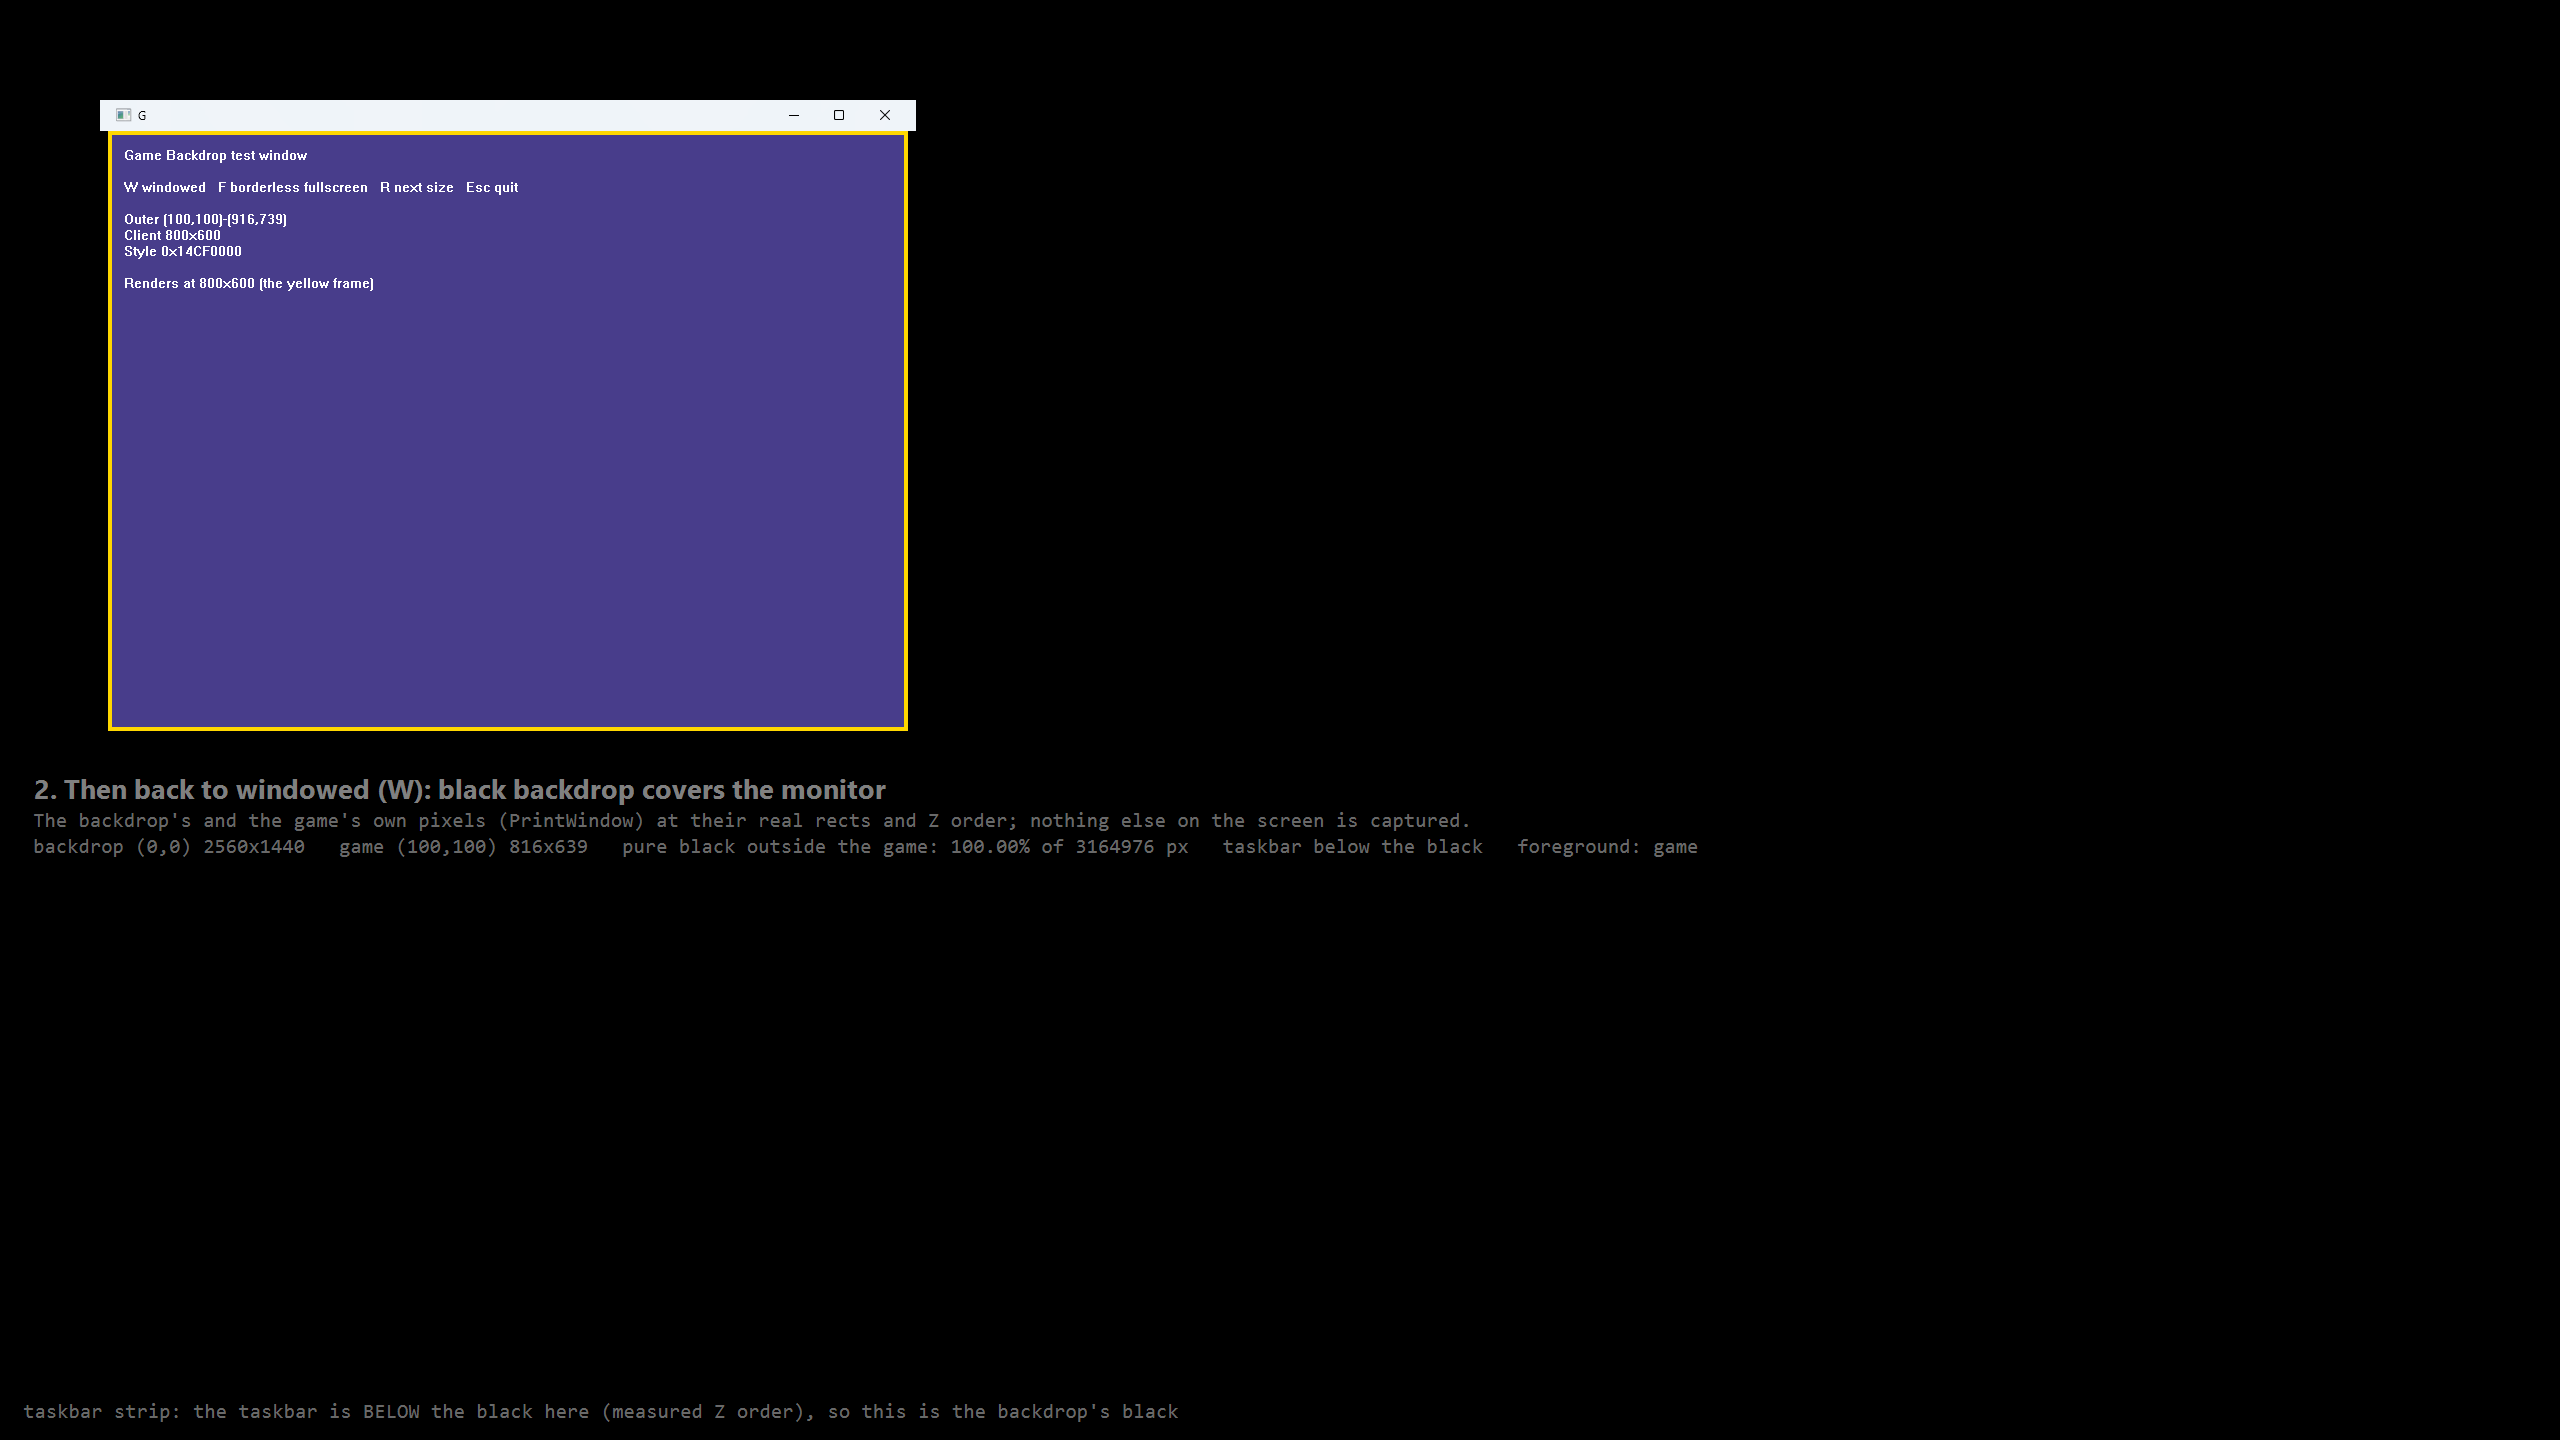 G
Game Backdrop test window
W windowed   F borderless fullscreen   R next size   Esc quit
Outer (100,100)-(916,739)
Client 800x600
Style 0x14CF0000
Renders at 800x600 (the yellow frame)
2. Then back to windowed (W): black backdrop covers the monitor
The backdrop's and the game's own pixels (PrintWindow) at their real rects and Z order; nothing else on the screen is captured.
backdrop (0,0) 2560x1440   game (100,100) 816x639   pure black outside the game: 100.00% of 3164976 px   taskbar below the black   foreground: game
taskbar strip: the taskbar is BELOW the black here (measured Z order), so this is the backdrop's black